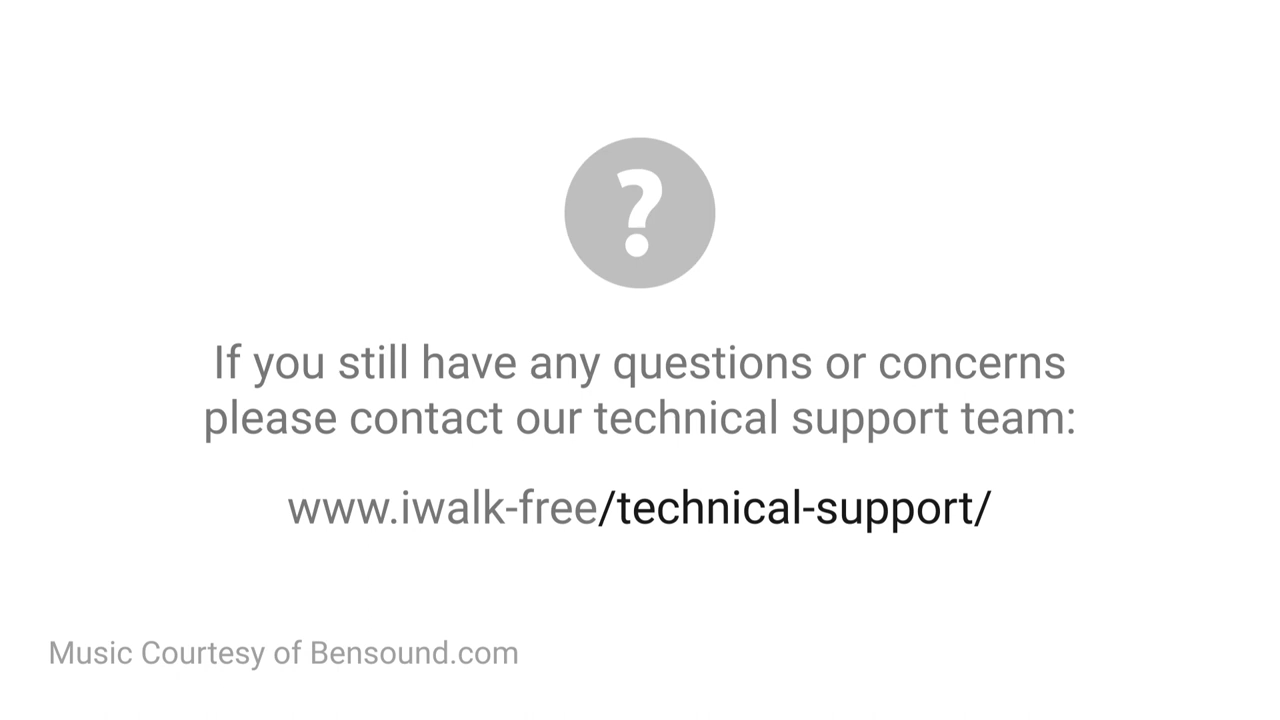 ?
If you still have any questions or concerns
please contact our technical support team:
www.iwalk-free/technical-support/
Music Courtesy of Bensound.com